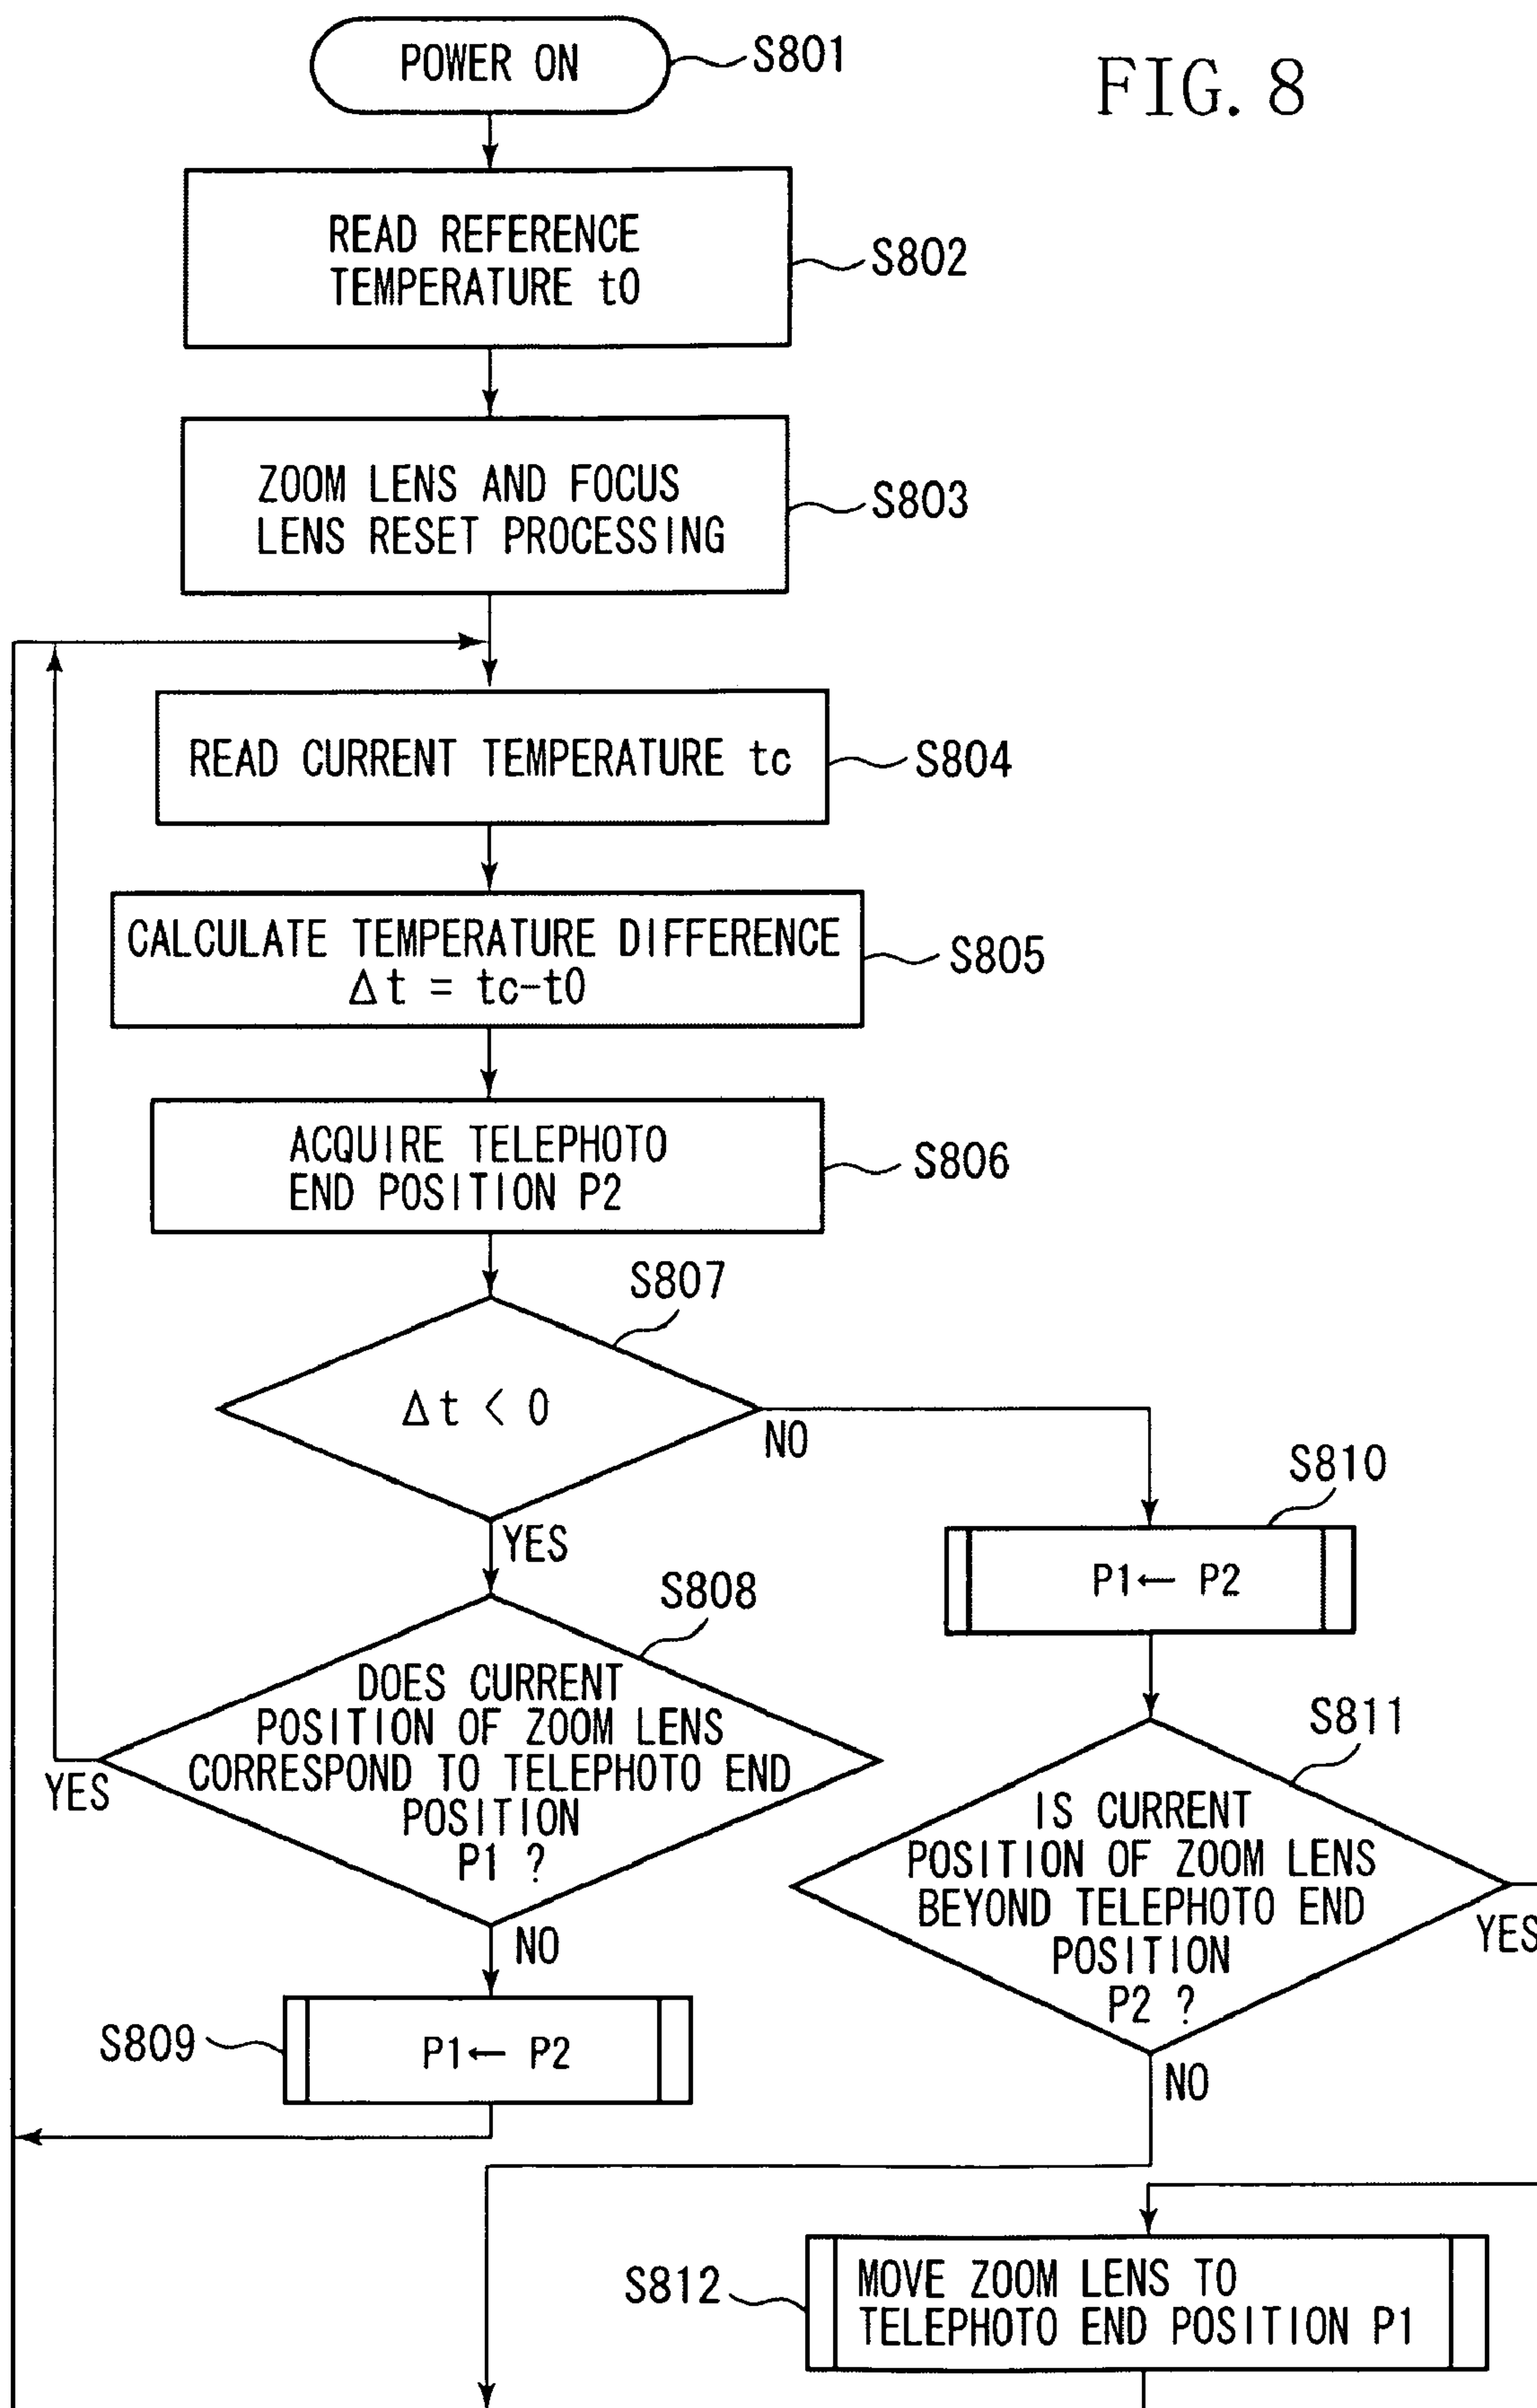 FIG. 8
POWER ON
S801
READ REFERENCE
TEMPERATURE t0
S802
ZOOM LENS AND FOCUS
LENS RESET PROCESSING
S803
READ CURRENT TEMPERATURE tc
S804
CALCULATE TEMPERATURE DIFFERENCE
Δt = tc-t0
S805
ACQUIRE TELEPHOTO
END POSITION P2
S806
S807
Δt < 0
NO
YES
S808
DOES CURRENT
POSITION OF ZOOM LENS
CORRESPOND TO TELEPHOTO END
POSITION
P1 ?
YES
NO
S809
P1← P2
S810
P1← P2
S811
IS CURRENT
POSITION OF ZOOM LENS
BEYOND TELEPHOTO END
POSITION
P2 ?
YES
NO
S812
MOVE ZOOM LENS TO
TELEPHOTO END POSITION P1